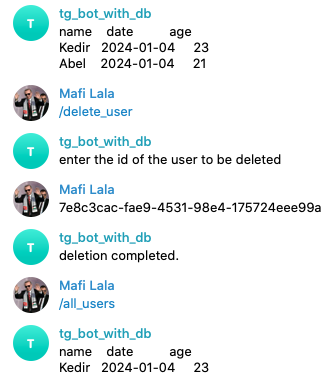 tg_bot_with_db
name date age
Kedir 2024-01-04 23
Abel 2024-01-04 21
Mafi Lala
/delete_user
T
tg_bot_with_db
enter the id of the user to be deleted
Mafi Lala
7e8c3cac-fae9-4531-98e4-175724eee99a
T
tg_bot_with_db
deletion completed.
Mafi Lala
/all_users
T
tg_bot_with_db
name date age
Kedir 2024-01-04 23